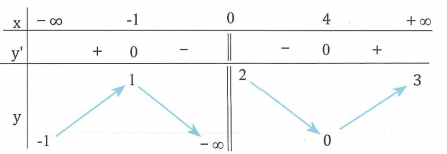 x -∞ -1 0 4 +∞
y' + 0 - || - 0 +
1 2 3
y
-1 -∞ 0